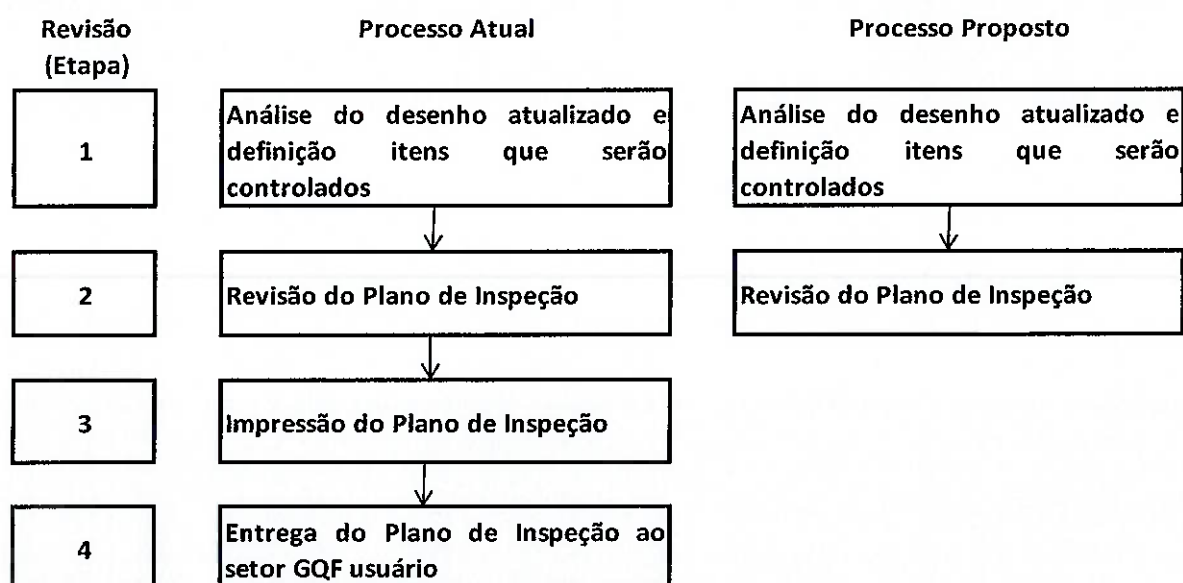 Revisão
(Etapa)
Processo Atual
Processo Proposto
1
Análise do desenho atualizado e
definição itens que serão
controlados
Análise do desenho atualizado e
definição itens que serão
controlados
2
Revisão do Plano de Inspeção
Revisão do Plano de Inspeção
3
Impressão do Plano de Inspeção
4
Entrega do Plano de Inspeção ao
setor GQF usuário